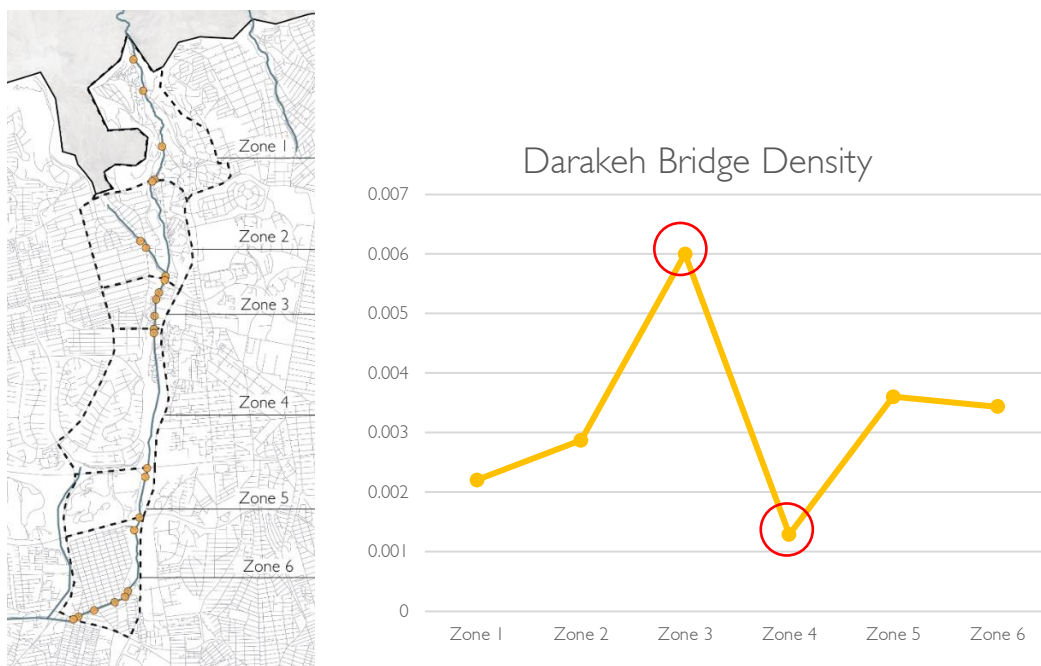 Zone 1
Zone 2
Zone 3
Zone 4
Zone 5
Zone 6
Darakeh Bridge Density
0.007
0.006
0.005
0.004
0.003
0.002
0.001
0
Zone 1 Zone 2 Zone 3 Zone 4 Zone 5 Zone 6